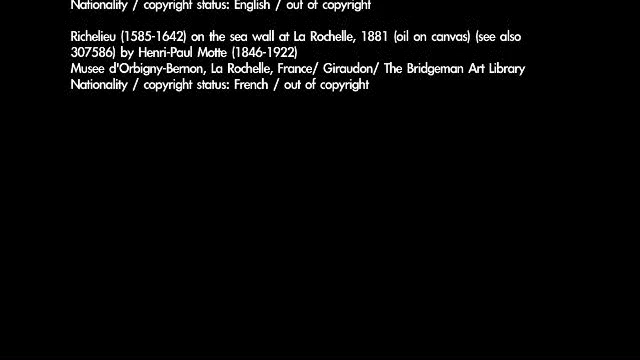 Nationality / copyright status: English / out of copyright
Richelieu (1585-1642) on the sea wall at La Rochelle, 1881 (oil on canvas) (see also
307586) by Henri-Paul Motte (1846-1922)
Musee d'Orbigny-Bernon, La Rochelle, France/ Giraudon/ The Bridgeman Art Library
Nationality / copyright status: French / out of copyright